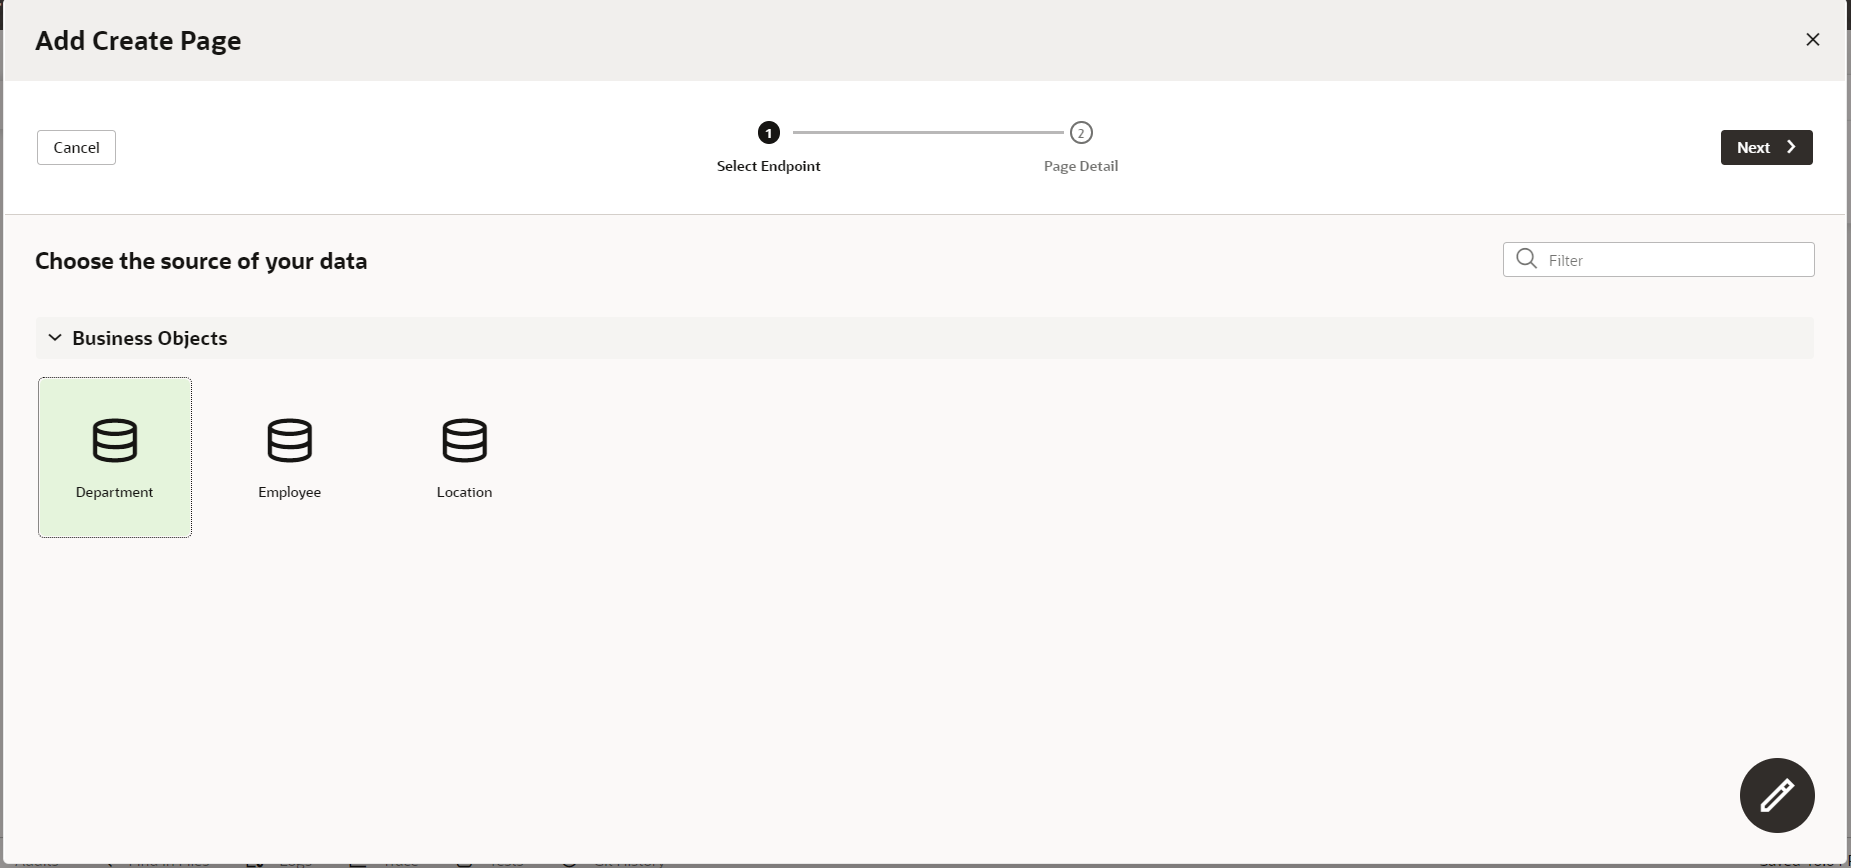 Add Create Page
Cancel
1
2
Select Endpoint
Page Detail
Next
Choose the source of your data
Filter
Business Objects
Department
Employee
Location